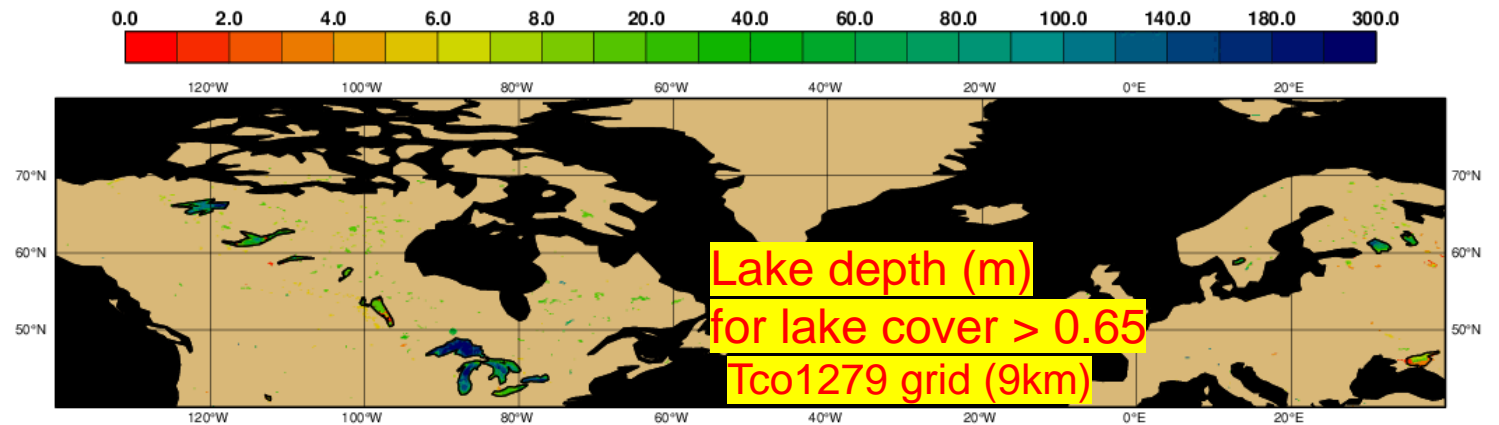 0.0 2.0 4.0 6.0 8.0 20.0 40.0 60.0 80.0 100.0 140.0 180.0 300.0
120°W 100°W 80°W 60°W 40°W 20°W 0°E 20°E
70°N 70°N
60°N 60°N
Lake depth (m)
for lake cover > 0.65
50°N 50°N
Tco1279 grid (9km)
120°W 100°W 80°W 60°W 40°W 20°W 0°E 20°E